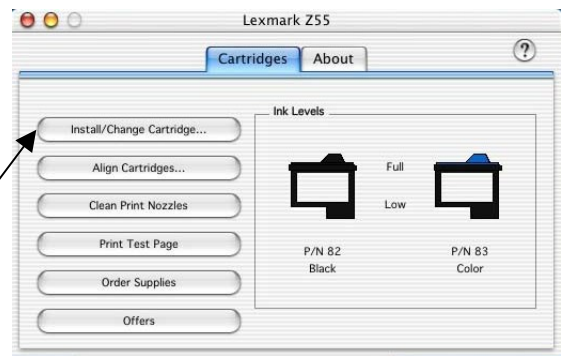 Lexmark Z55
Cartridges About
?
Install/Change Cartridge...
Align Cartridges...
Clean Print Nozzles
Print Test Page
Order Supplies
Offers
Ink Levels
Full
Low
P/N 82
Black
P/N 83
Color